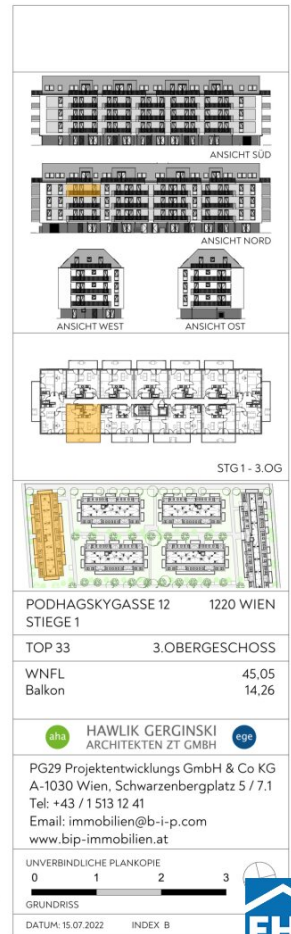 ANSICHT SÜD
ANSICHT NORD
ANSICHT WEST ANSICHT OST
STG 1 - 3.OG
PODHAGSKYGASSE 12 1220 WIEN
STIEGE 1
TOP 33 3.OBERGESCHOSS
WNFL 45,05
Balkon 14,26
aha HAWLIK GERGINSKI ege
ARCHITEKTEN ZT GMBH
PG29 Projektentwicklungs GmbH & Co KG
A-1030 Wien, Schwarzenbergplatz 5 / 7.1
Tel: +43 / 1 513 12 41
Email: immobilien@b-i-p.com
www.bip-immobilien.at
UNVERBINDLICHE PLANKOPIE
0 1 2 3
GRUNDRISS
DATUM: 15.07.2022 INDEX B